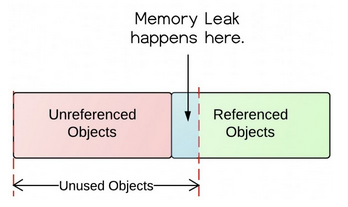 Memory Leak
happens here.
Unreferenced
Objects
Referenced
Objects
Unused Objects